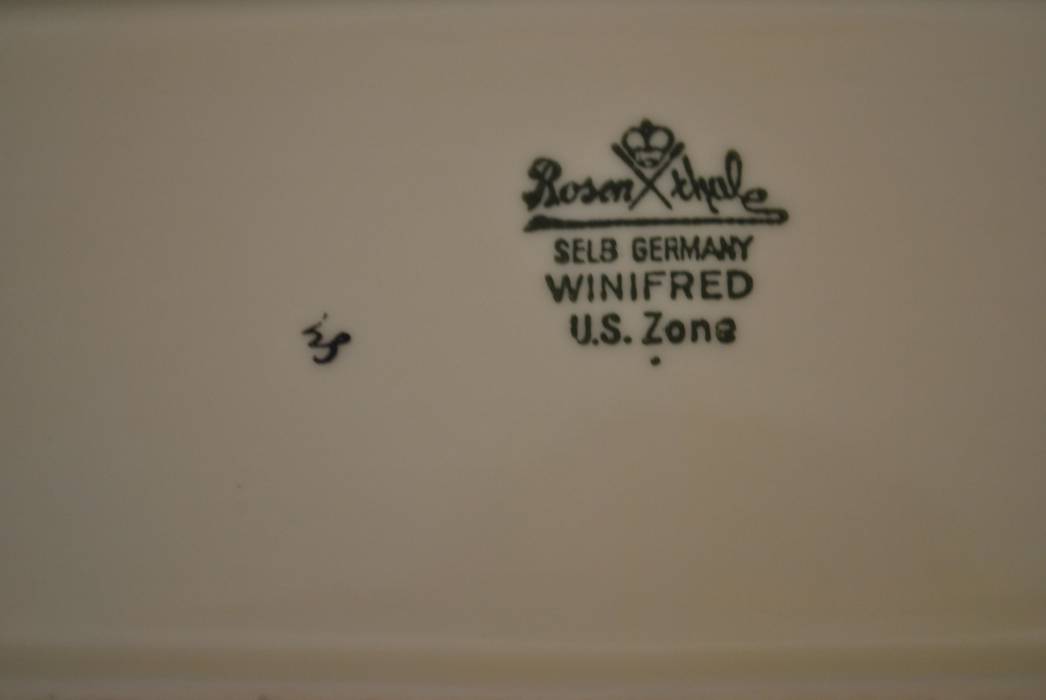 Rosenthal
SELB GERMANY
WINIFRED
U.S. Zone